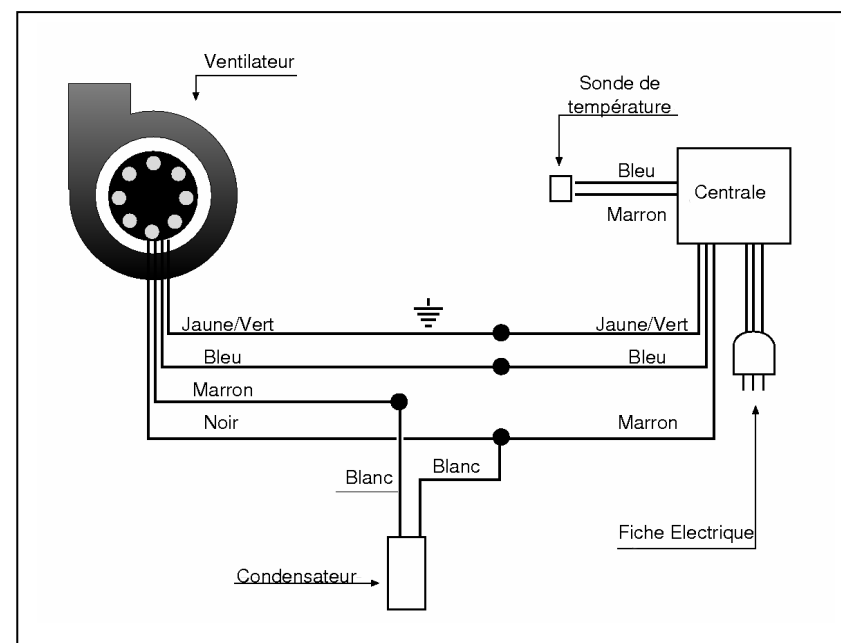 Ventilateur
Sonde de
température
Bleu
Centrale
Marron
Jaune/Vert
Jaune/Vert
Bleu
Bleu
Marron
Noir
Marron
Blanc
Blanc
Fiche Electrique
Condensateur